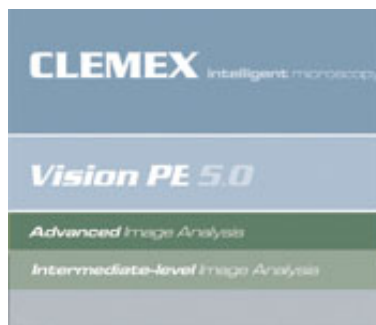 CLEMEX intelligent microscopy
Vision PE 5.0
Advanced Image Analysis
Intermediate-level Image Analysis